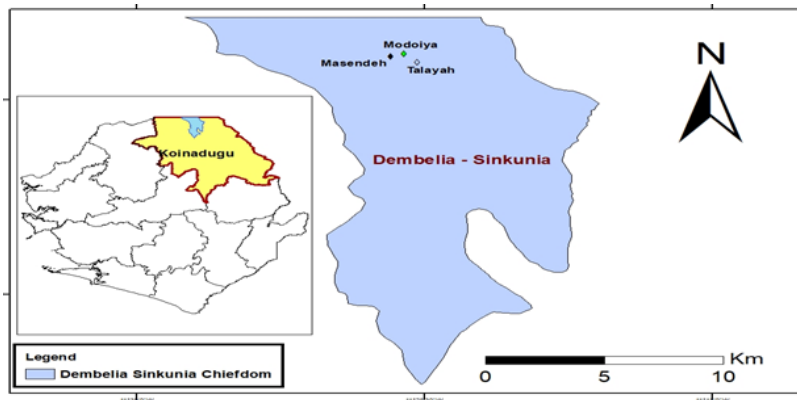 Modoiya
Masendeh
Talayah
N
Koinadugu
Dembelia - Sinkunia
Legend
Dembelia Sinkunia Chiefdom
Km
0 5 10